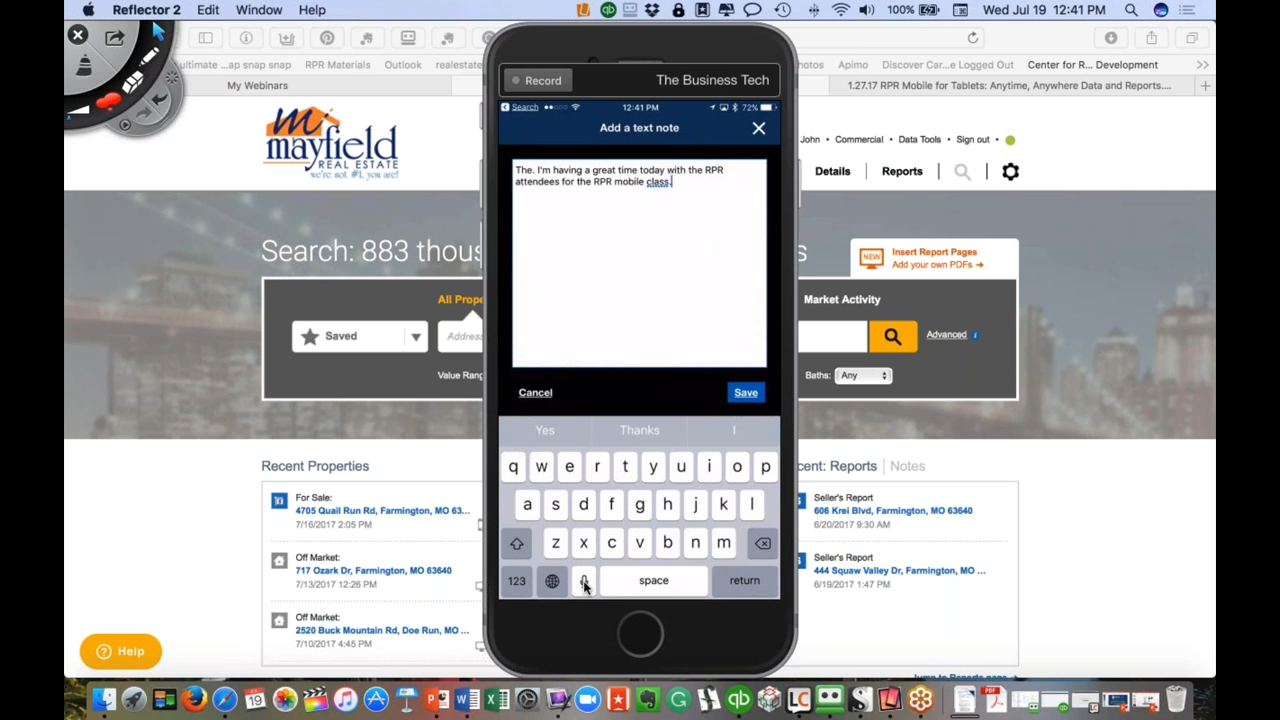 Reflector 2 Edit Window Help
100% Wed Jul 19 12:41 PM
ultimate ...ap snap snap RPR Materials Outlook realestate
hotos Apimo Discover Car...e Logged Out Center for R... Development >>
My Webinars
1.27.17 RPR Mobile for Tablets: Anytime, Anywhere Data and Reports....
Record The Business Tech
Search 12:41 PM 72%
Add a text note
m
mayfield
REAL ESTATE
we're not #1, you are!
John • Commercial • Data Tools • Sign out
Details Reports
The. I'm having a great time today with the RPR
attendees for the RPR mobile class.
Search: 883 thous
s
NEW Insert Report Pages
Add your own PDFs →
All Prope
Market Activity
Saved
Addres
Advanced i
Value Rang
Baths: Any
Cancel Save
Yes Thanks I
q w e r t y u i o p
a s d f g h j k l
z x c v b n m
123 space return
Recent Properties
For Sale:
4705 Quail Run Rd, Farmington, MO 63...
7/16/2017 2:05 PM
Off Market:
717 Ozark Dr, Farmington, MO 63640
7/13/2017 12:26 PM
Off Market:
2520 Buck Mountain Rd, Doe Run, MO ...
7/10/2017 4:45 PM
cent: Reports Notes
Seller's Report
606 Krei Blvd, Farmington, MO 63640
6/20/2017 9:30 AM
Seller's Report
444 Squaw Valley Dr, Farmington, MO ...
6/19/2017 1:47 PM
Help